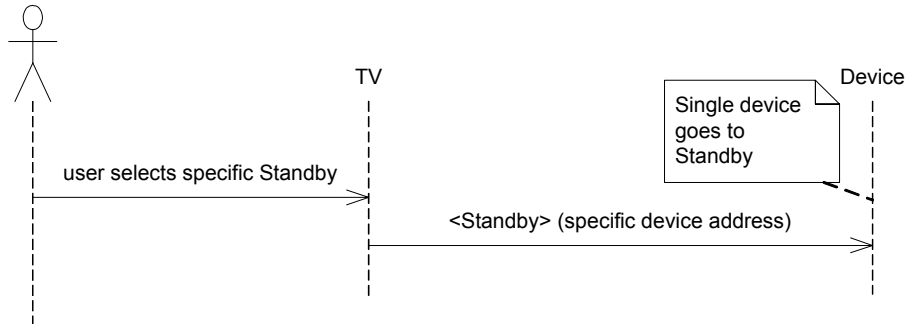 TV
Device
Single device
goes to
Standby
user selects specific Standby
<Standby> (specific device address)